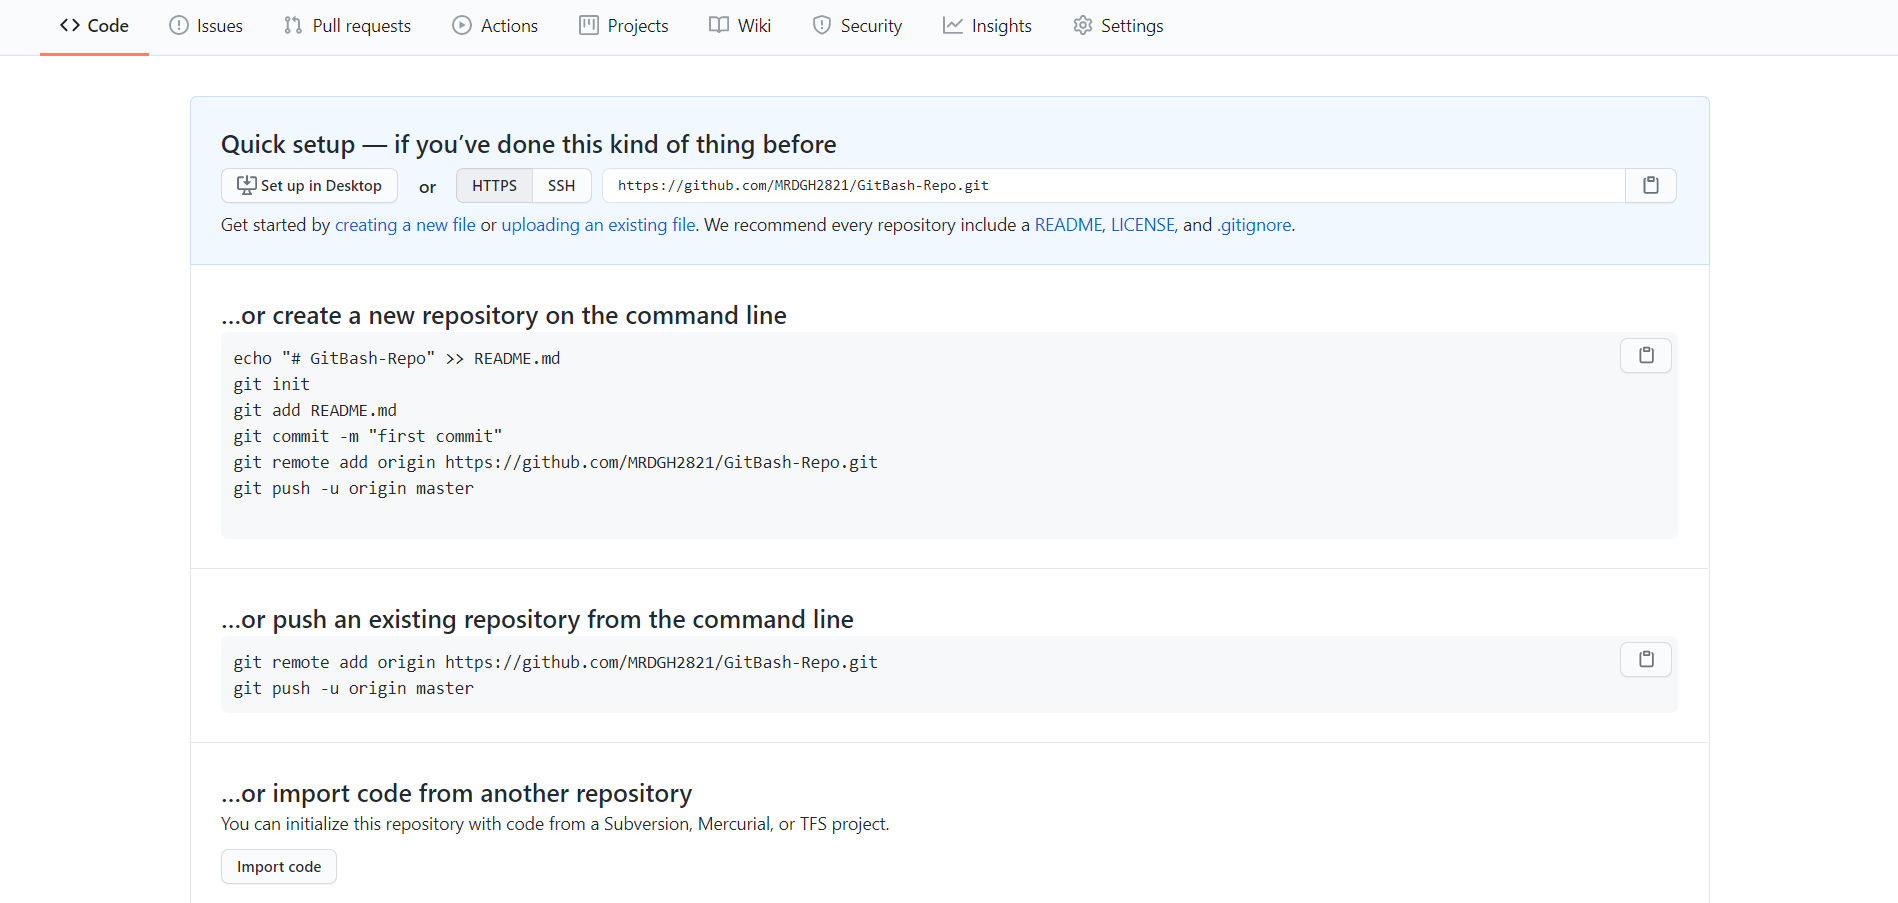 Code Issues Pull requests Actions Projects Wiki Security Insights Settings
Quick setup — if you’ve done this kind of thing before
Set up in Desktop or HTTPS SSH https://github.com/MRDGH2821/GitBash-Repo.git
Get started by creating a new file or uploading an existing file. We recommend every repository include a README, LICENSE, and .gitignore.
…or create a new repository on the command line
echo "# GitBash-Repo" >> README.md
git init
git add README.md
git commit -m "first commit"
git remote add origin https://github.com/MRDGH2821/GitBash-Repo.git
git push -u origin master
…or push an existing repository from the command line
git remote add origin https://github.com/MRDGH2821/GitBash-Repo.git
git push -u origin master
…or import code from another repository
You can initialize this repository with code from a Subversion, Mercurial, or TFS project.
Import code